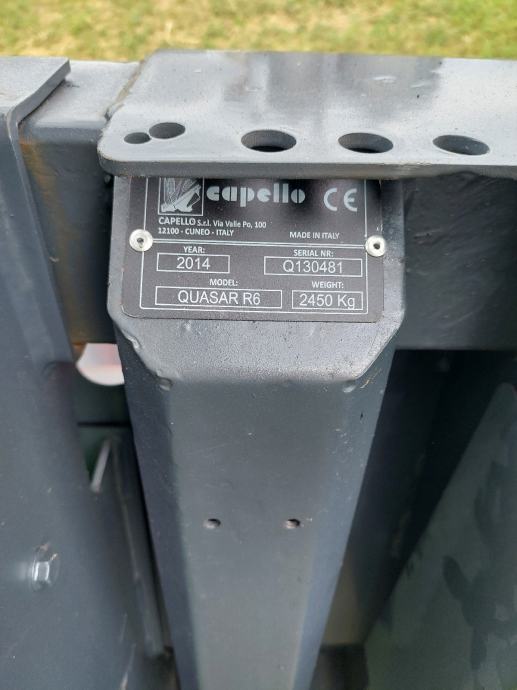 capello CE
CAPELLO S.r.l. Via Valle Po, 100
12100 - CUNEO - ITALY MADE IN ITALY
YEAR: SERIAL NR:
2014 Q130481
MODEL: WEIGHT:
QUASAR R6 2450 Kg